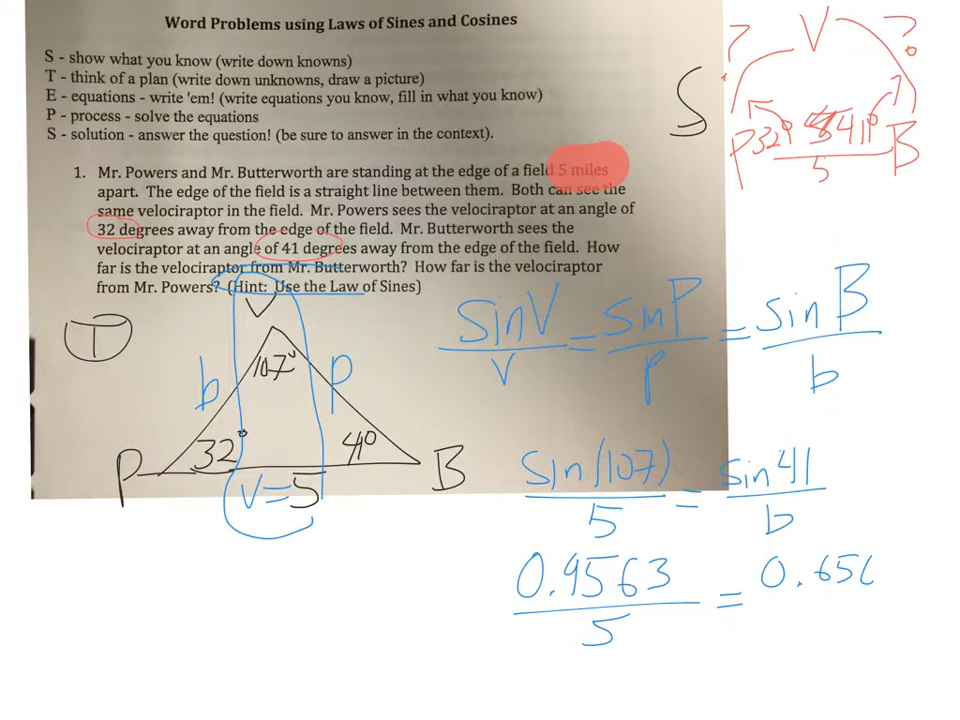 Word Problems using Laws of Sines and Cosines
S - show what you know (write down knowns)
T - think of a plan (write down unknowns, draw a picture)
E - equations - write 'em! (write equations you know, fill in what you know)
P - process - solve the equations
S - solution - answer the question! (be sure to answer in the context).
1. Mr. Powers and Mr. Butterworth are standing at the edge of a field 5 miles
apart. The edge of the field is a straight line between them. Both can see the
same velociraptor in the field. Mr. Powers sees the velociraptor at an angle of
32 degrees away from the edge of the field. Mr. Butterworth sees the
velociraptor at an angle of 41 degrees away from the edge of the field. How
far is the velociraptor from Mr. Butterworth? How far is the velociraptor
from Mr. Powers? (Hint: Use the Law of Sines)
S
? V ?
P 32° 41° B
5
T
V
107°
b p
32° 41°
P B
v=5
sinV/v = sinP/p = sinB/b
sin(107)/5 = sin41/b
0.9563/5 = 0.656